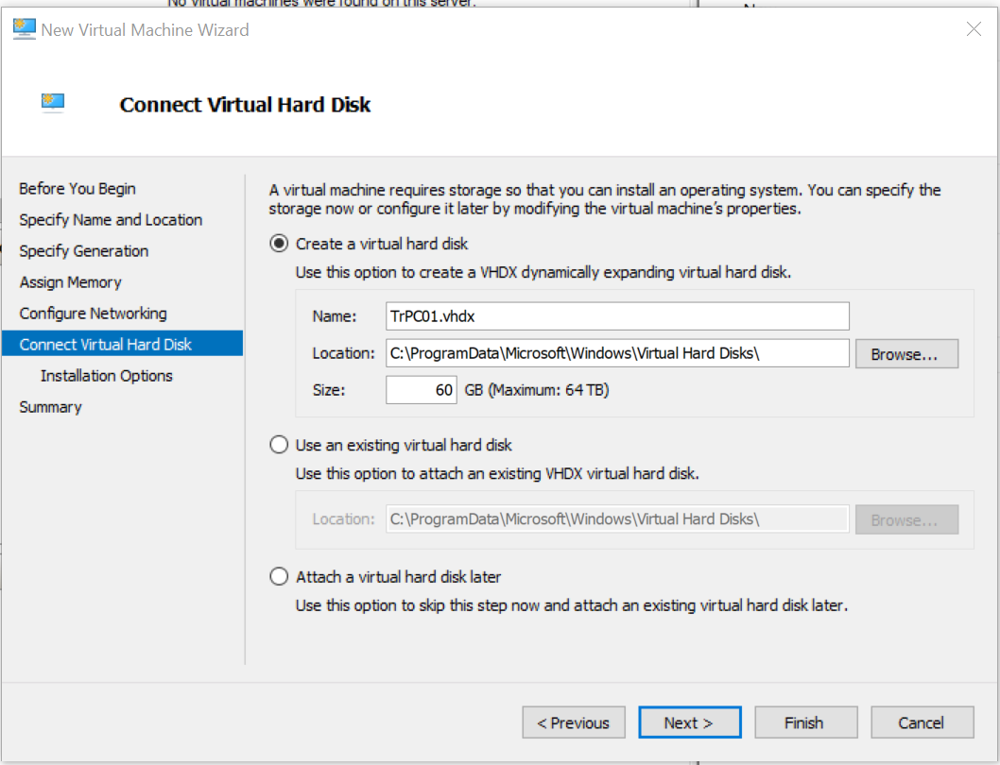 No virtual machines were found on this server.
New Virtual Machine Wizard
Connect Virtual Hard Disk
Before You Begin
Specify Name and Location
Specify Generation
Assign Memory
Configure Networking
Connect Virtual Hard Disk
Installation Options
Summary
A virtual machine requires storage so that you can install an operating system. You can specify the
storage now or configure it later by modifying the virtual machine's properties.
Create a virtual hard disk
Use this option to create a VHDX dynamically expanding virtual hard disk.
Name: TrPC01.vhdx
Location: C:\ProgramData\Microsoft\Windows\Virtual Hard Disks\ Browse...
Size: 60 GB (Maximum: 64 TB)
Use an existing virtual hard disk
Use this option to attach an existing VHDX virtual hard disk.
Location: C:\ProgramData\Microsoft\Windows\Virtual Hard Disks\ Browse...
Attach a virtual hard disk later
Use this option to skip this step now and attach an existing virtual hard disk later.
< Previous Next > Finish Cancel